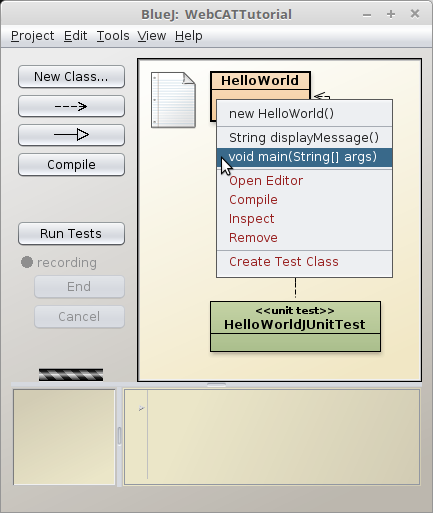 BlueJ: WebCATTutorial
Project Edit Tools View Help
New Class...
Compile
Run Tests
recording
End
Cancel
HelloWorld
new HelloWorld()
String displayMessage()
void main(String[] args)
Open Editor
Compile
Inspect
Remove
Create Test Class
<<unit test>>
HelloWorldJUnitTest